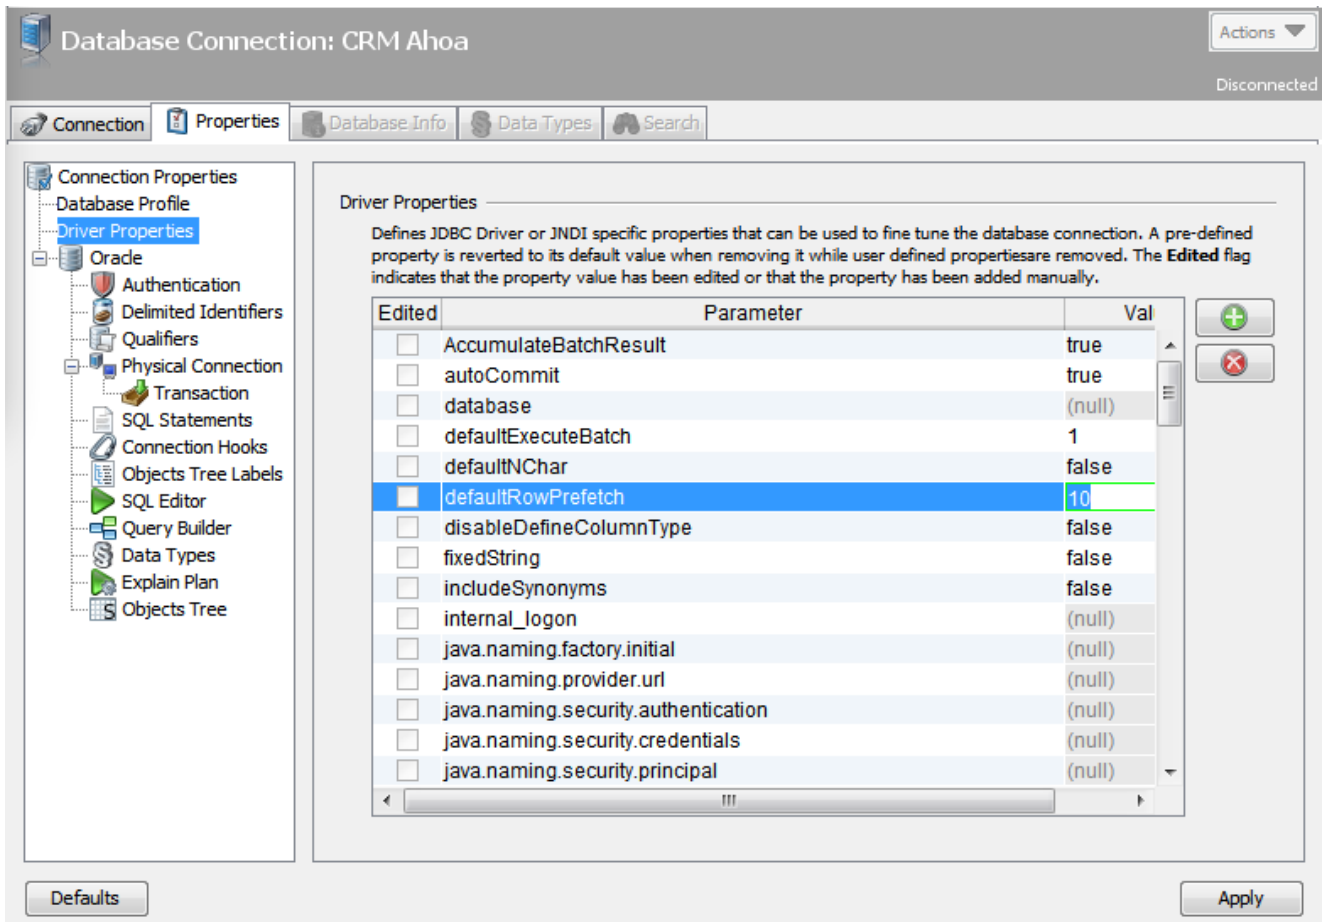 Database Connection: CRM Ahoa
Actions
Disconnected
Connection Properties Database Info Data Types Search
Connection Properties
Database Profile
Driver Properties
Oracle
Authentication
Delimited Identifiers
Qualifiers
Physical Connection
Transaction
SQL Statements
Connection Hooks
Objects Tree Labels
SQL Editor
Query Builder
Data Types
Explain Plan
Objects Tree
Driver Properties
Defines JDBC Driver or JNDI specific properties that can be used to fine tune the database connection. A pre-defined
property is reverted to its default value when removing it while user defined propertiesare removed. The Edited flag
indicates that the property value has been edited or that the property has been added manually.
Edited Parameter Val
AccumulateBatchResult true
autoCommit true
database (null)
defaultExecuteBatch 1
defaultNChar false
defaultRowPrefetch 10
disableDefineColumnType false
fixedString false
includeSynonyms false
internal_logon (null)
java.naming.factory.initial (null)
java.naming.provider.url (null)
java.naming.security.authentication (null)
java.naming.security.credentials (null)
java.naming.security.principal (null)
Defaults Apply